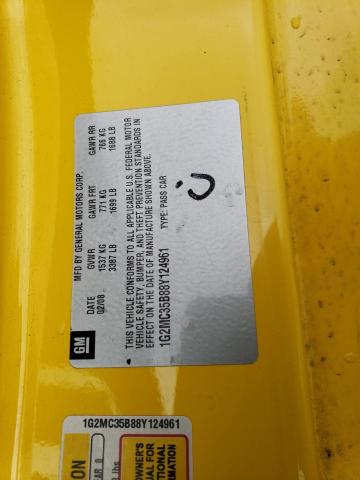 MFD BY GENERAL MOTORS CORP.
DATE GVWR GAWR FRT GAWR RR
02/08 1537 KG 771 KG 766 KG
3387 LB 1699 LB 1688 LB
THIS VEHICLE CONFORMS TO ALL APPLICABLE U.S. FEDERAL MOTOR
VEHICLE SAFETY, BUMPER, AND THEFT PREVENTION STANDARDS IN
EFFECT ON THE DATE OF MANUFACTURE SHOWN ABOVE.
1G2MC35B88Y124961 TYPE: PASS CAR
GM
1G2MC35B88Y124961